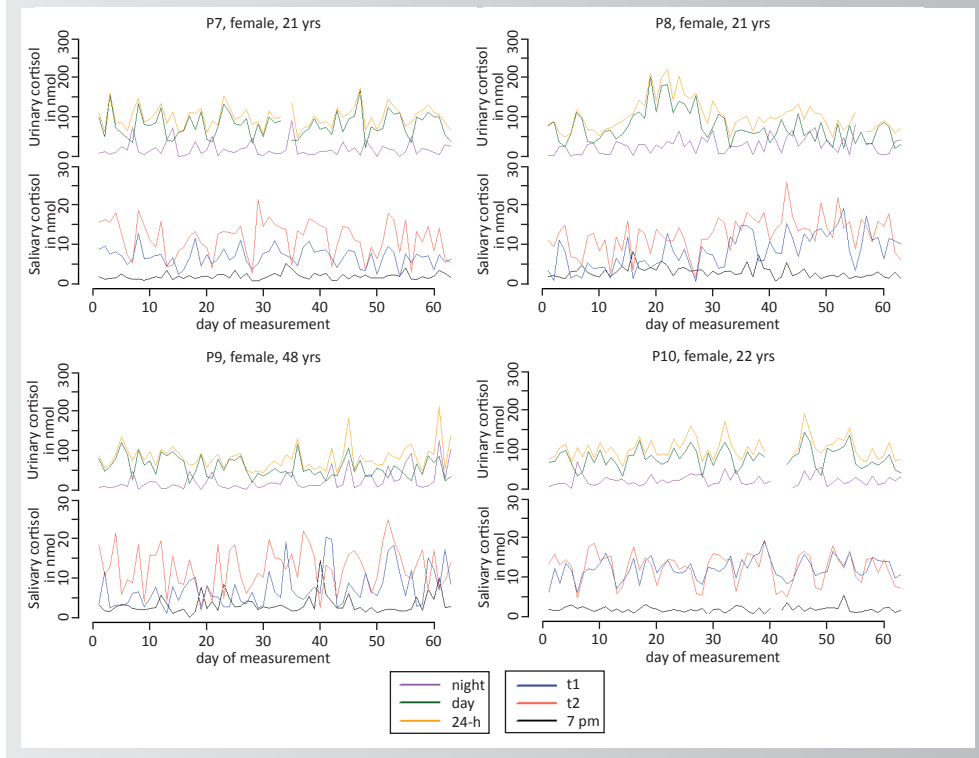 P7, female, 21 yrs
Urinary cortisol
in nmol
300
200
100
0
Salivary cortisol
in nmol
30
20
10
0
0 10 20 30 40 50 60
day of measurement
P8, female, 21 yrs
Urinary cortisol
in nmol
300
200
100
0
Salivary cortisol
in nmol
30
20
10
0
0 10 20 30 40 50 60
day of measurement
P9, female, 48 yrs
Urinary cortisol
in nmol
300
200
100
0
Salivary cortisol
in nmol
30
20
10
0
0 10 20 30 40 50 60
day of measurement
P10, female, 22 yrs
Urinary cortisol
in nmol
300
200
100
0
Salivary cortisol
in nmol
30
20
10
0
0 10 20 30 40 50 60
day of measurement
night
day
24-h
t1
t2
7 pm